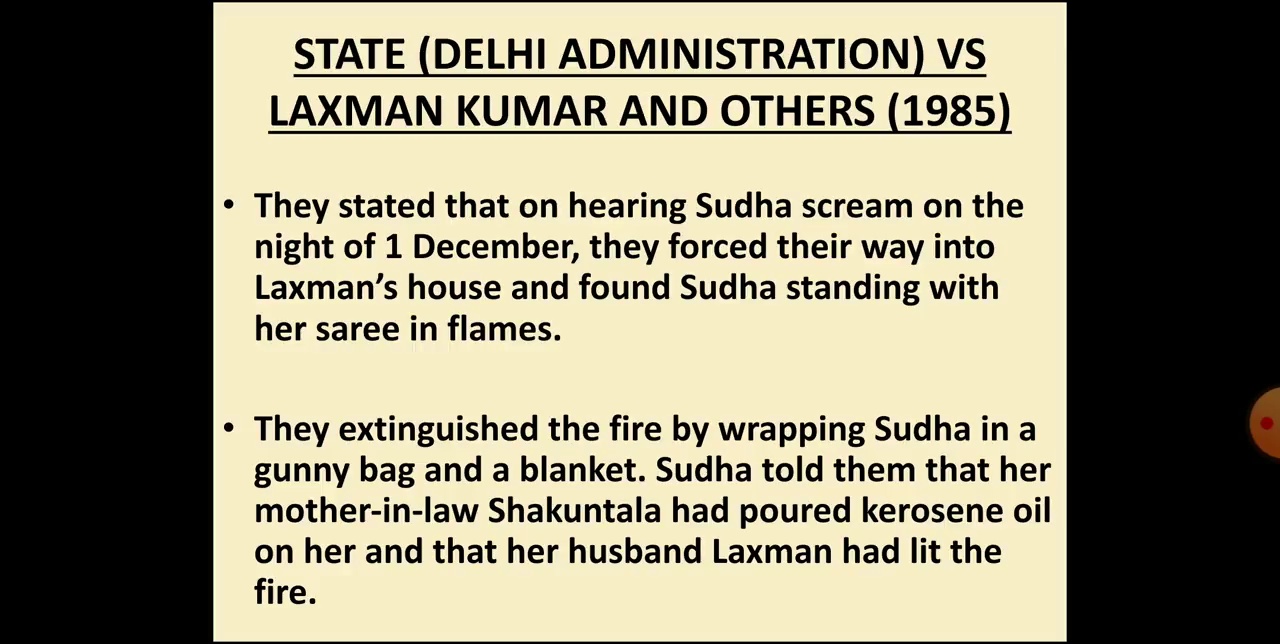 STATE (DELHI ADMINISTRATION) VS
LAXMAN KUMAR AND OTHERS (1985)
• They stated that on hearing Sudha scream on the
night of 1 December, they forced their way into
Laxman’s house and found Sudha standing with
her saree in flames.
• They extinguished the fire by wrapping Sudha in a
gunny bag and a blanket. Sudha told them that her
mother-in-law Shakuntala had poured kerosene oil
on her and that her husband Laxman had lit the
fire.